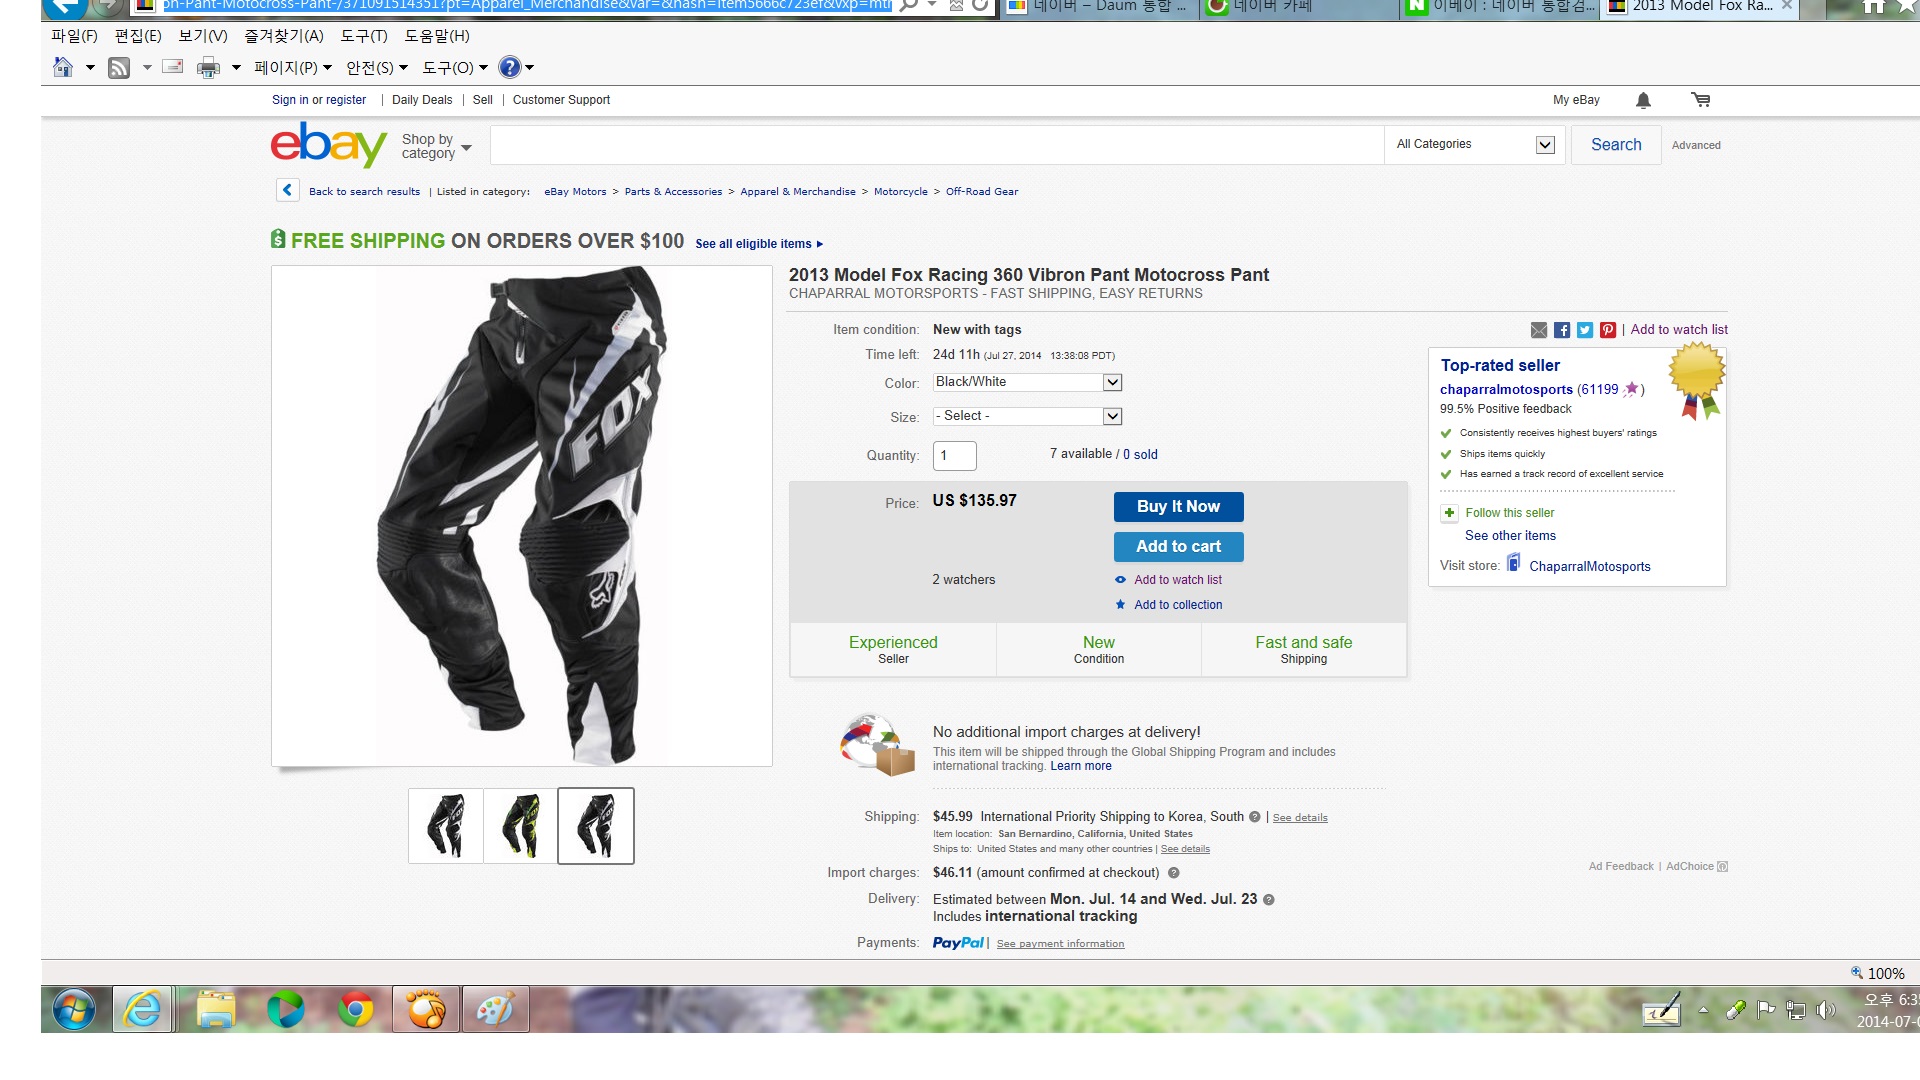 on-Pant-Motocross-Pant-/371091514351?pt=Apparel_Merchandise&var=&hash=item5666c723ef&vxp=mtr
네이버 – Daum 통합 ...
네이버 카페
이베이 : 네이버 통합검...
2013 Model Fox Ra...
파일(F) 편집(E) 보기(V) 즐겨찾기(A) 도구(T) 도움말(H)
페이지(P) 안전(S) 도구(O)
Sign in or register | Daily Deals | Sell | Customer Support
My eBay
ebay
Shop by category
All Categories
Search
Advanced
Back to search results | Listed in category: eBay Motors > Parts & Accessories > Apparel & Merchandise > Motorcycle > Off-Road Gear
FREE SHIPPING ON ORDERS OVER $100 See all eligible items
FOX
2013 Model Fox Racing 360 Vibron Pant Motocross Pant
CHAPARRAL MOTORSPORTS - FAST SHIPPING, EASY RETURNS
Item condition: New with tags
Time left: 24d 11h (Jul 27, 2014 13:38:08 PDT)
Color: Black/White
Size: - Select -
Quantity: 1 7 available / 0 sold
Price: US $135.97
Buy It Now
Add to cart
2 watchers
Add to watch list
Add to collection
Experienced
Seller
New
Condition
Fast and safe
Shipping
| Add to watch list
Top-rated seller
chaparralmotosports (61199 )
99.5% Positive feedback
Consistently receives highest buyers' ratings
Ships items quickly
Has earned a track record of excellent service
Follow this seller
See other items
Visit store: ChaparralMotosports
No additional import charges at delivery!
This item will be shipped through the Global Shipping Program and includes
international tracking. Learn more
Shipping: $45.99 International Priority Shipping to Korea, South | See details
Item location: San Bernardino, California, United States
Ships to: United States and many other countries | See details
Import charges: $46.11 (amount confirmed at checkout)
Delivery: Estimated between Mon. Jul. 14 and Wed. Jul. 23
Includes international tracking
Payments: PayPal | See payment information
Ad Feedback | AdChoice
100%
오후 6:35
2014-07-0